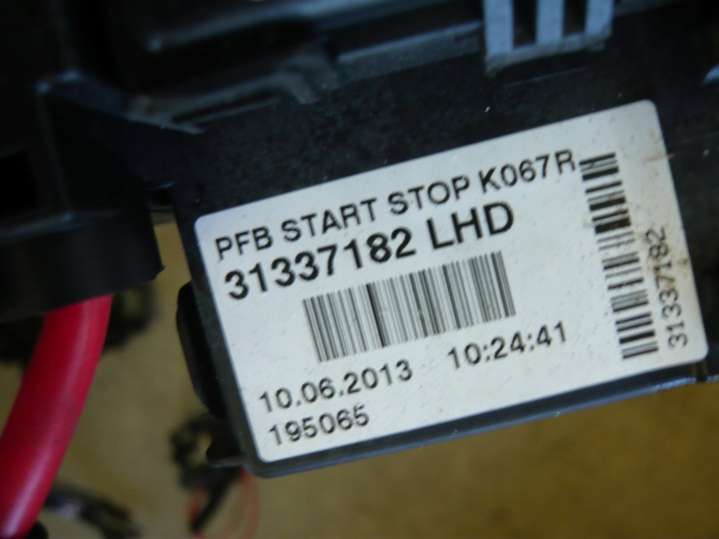 PFB START STOP K067R
31337182 LHD
10.06.2013 10:24:41
195065
31337182